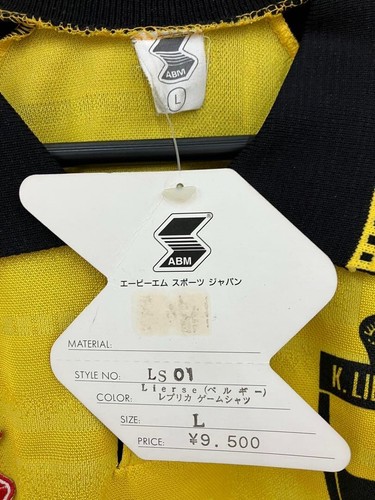 ABM
L
ABM
エービーエム スポーツ ジャパン
MATERIAL:
STYLE NO: LS 01
Lierse (ベルギー)
COLOR: レプリカ ゲームシャツ
SIZE: L
PRICE: ¥9.500
K. LI